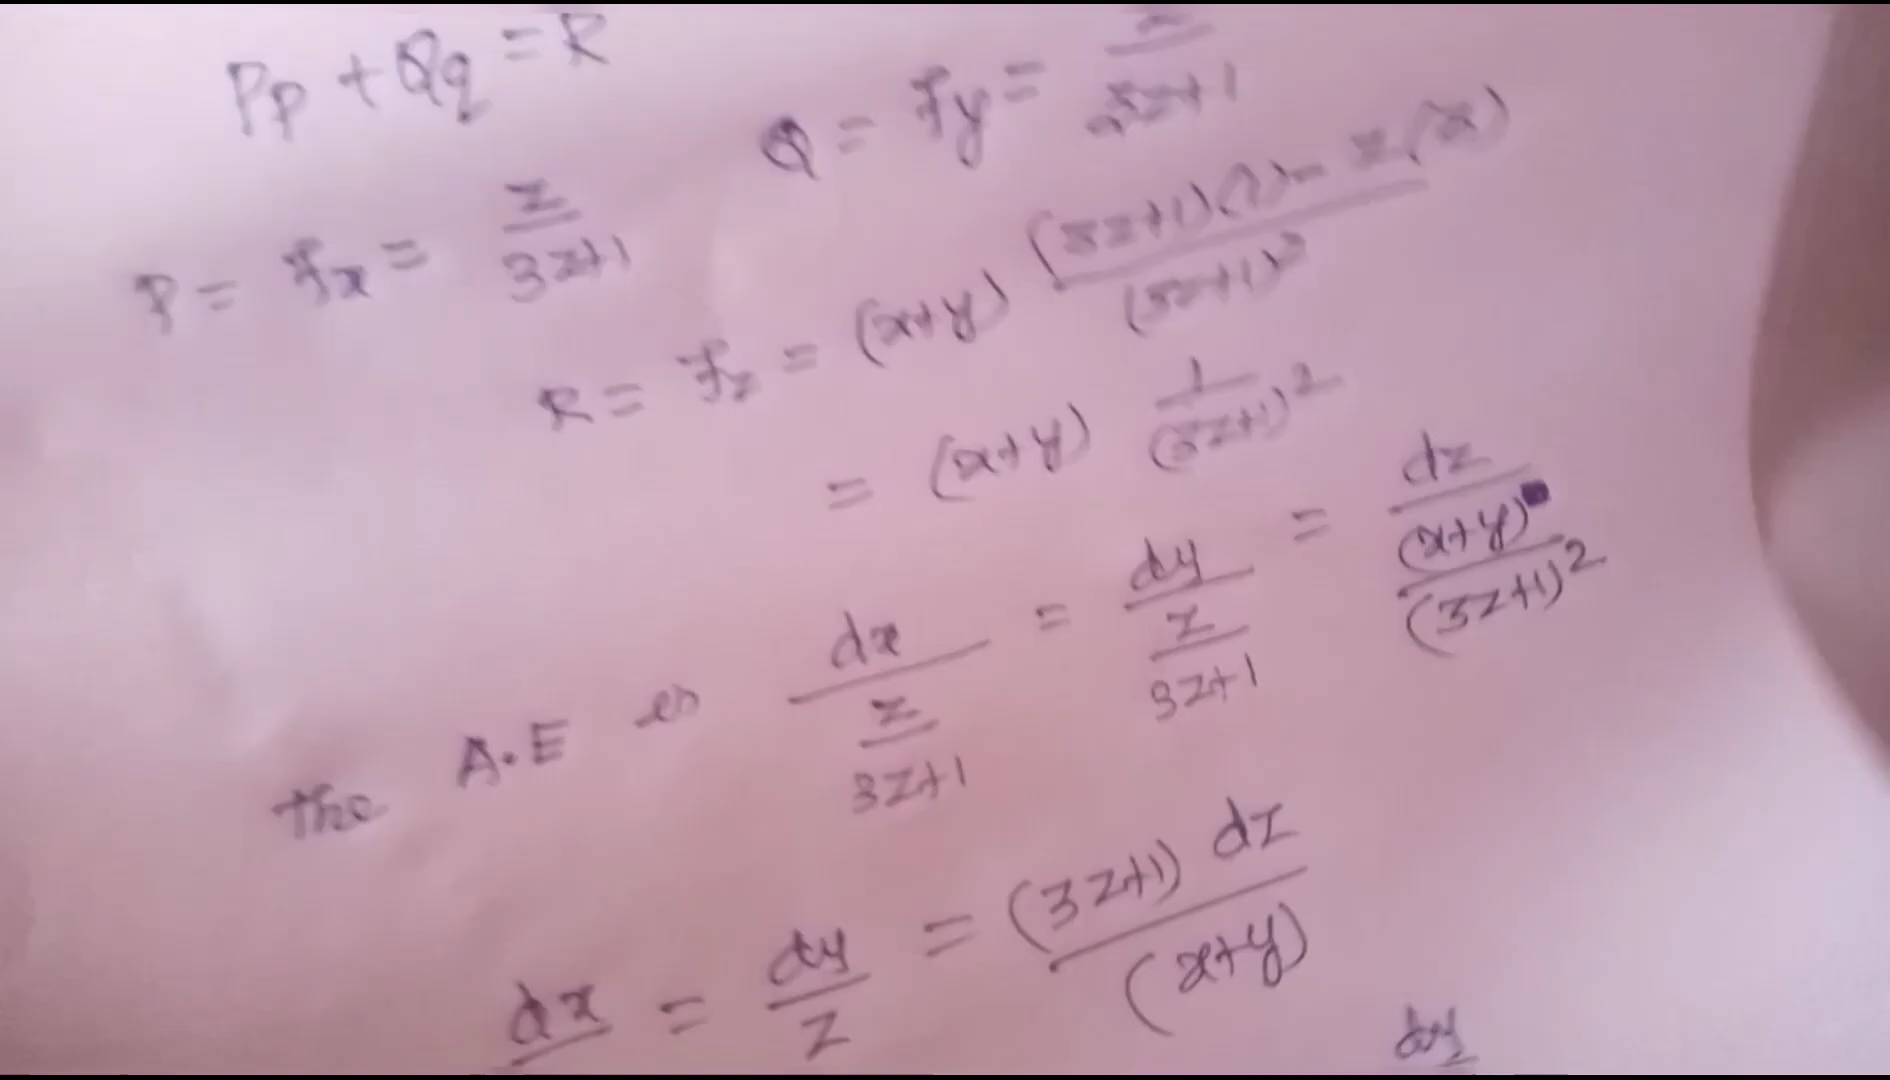 Pp + Qq = R
Q = fy = z/3z+1
P = fx = z/3z+1
R = fz = (x+y) [(3z+1)(1) - z(3)/(3z+1)²
= (x+y) 1/(3z+1)²
the A.E is dx/(z/3z+1) = dy/(z/3z+1) = dz/((x+y)/(3z+1)²)
dx = dy/z = (3z+1) dz/(x+y)
dy